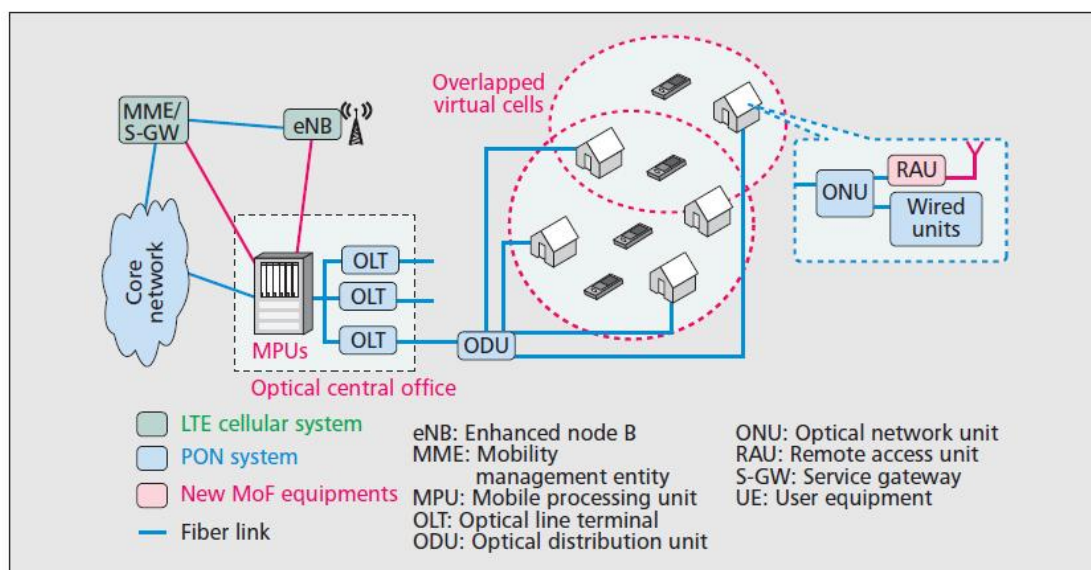 Overlapped
virtual cells
MME/
S-GW
eNB
RAU
ONU
Wired
units
Core
network
OLT
OLT
OLT
MPUs
ODU
Optical central office
LTE cellular system
PON system
New MoF equipments
Fiber link
eNB: Enhanced node B
MME: Mobility
management entity
MPU: Mobile processing unit
OLT: Optical line terminal
ODU: Optical distribution unit
ONU: Optical network unit
RAU: Remote access unit
S-GW: Service gateway
UE: User equipment